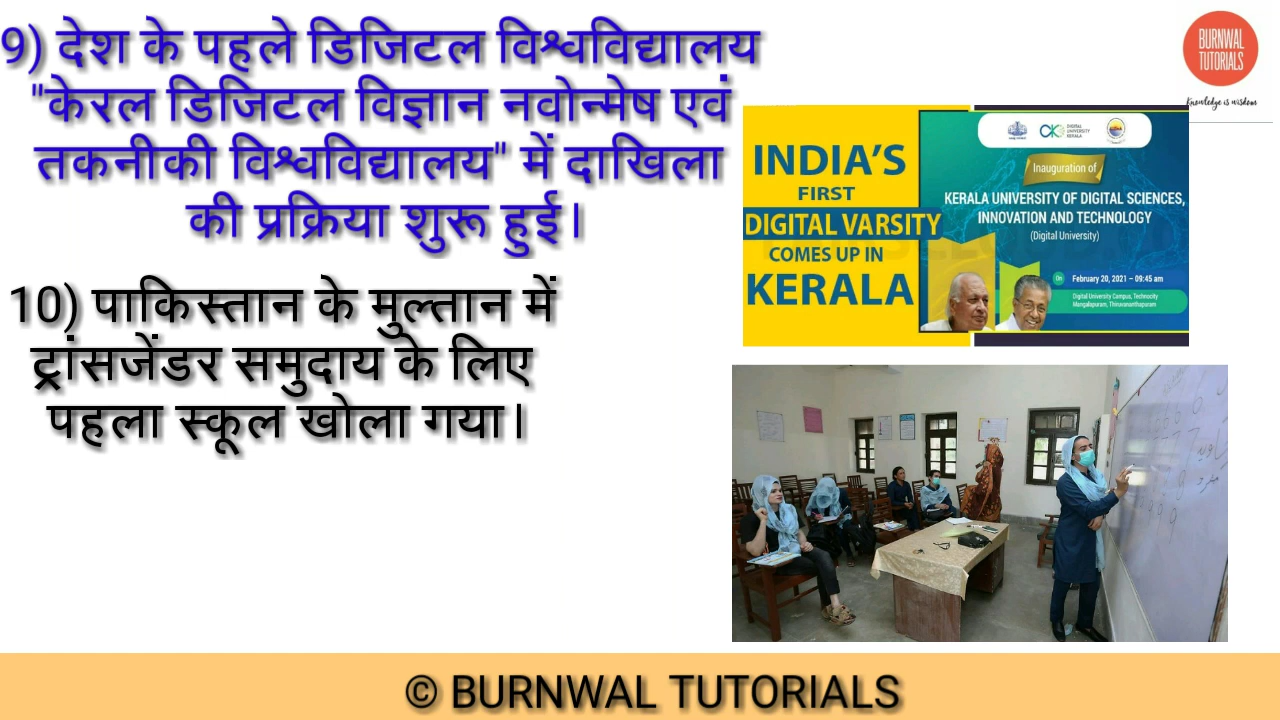 9) देश के पहले डिजिटल विश्वविद्यालय
"केरल डिजिटल विज्ञान नवोन्मेष एवं
तकनीकी विश्वविद्यालय" में दाखिला
की प्रक्रिया शुरू हुई।
10) पाकिस्तान के मुल्तान में
ट्रांसजेंडर समुदाय के लिए
पहला स्कूल खोला गया।
BURNWAL
TUTORIALS
Knowledge is wisdom
INDIA'S
FIRST
DIGITAL VARSITY
COMES UP IN
KERALA
DIGITAL
UNIVERSITY
KERALA
Inauguration of
KERALA UNIVERSITY OF DIGITAL SCIENCES,
INNOVATION AND TECHNOLOGY
(Digital University)
On February 20, 2021 – 09:45 am
Digital University Campus, Technocity
Mangalapuram, Thiruvananthapuram
© BURNWAL TUTORIALS